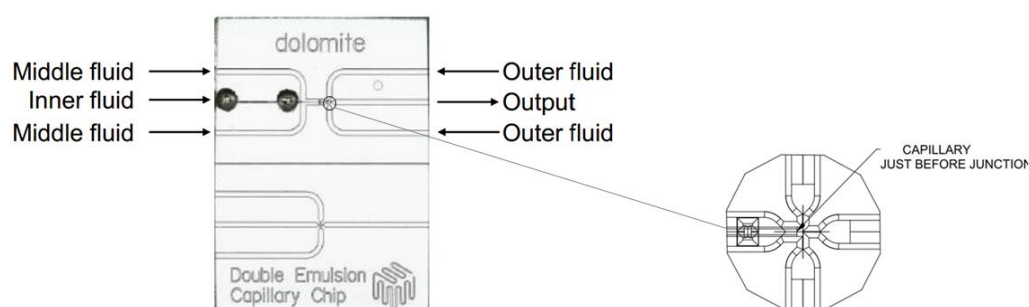 dolomite
Middle fluid
Inner fluid
Middle fluid
Outer fluid
Output
Outer fluid
CAPILLARY
JUST BEFORE JUNCTION
Double Emulsion
Capillary Chip